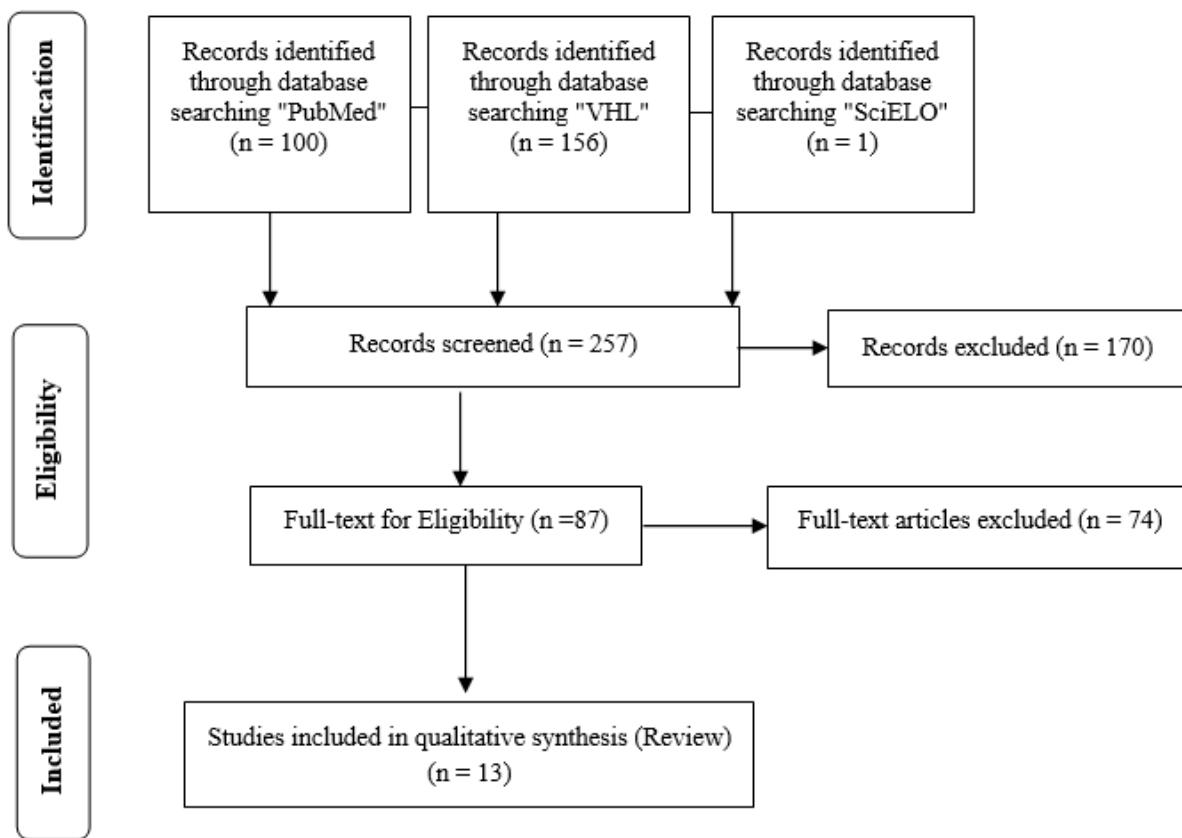 Identification
Records identified
through database
searching "PubMed"
(n = 100)
Records identified
through database
searching "VHL"
(n = 156)
Records identified
through database
searching "SciELO"
(n = 1)
Eligibility
Records screened (n = 257)
Records excluded (n = 170)
Full-text for Eligibility (n =87)
Full-text articles excluded (n = 74)
Included
Studies included in qualitative synthesis (Review)
(n = 13)